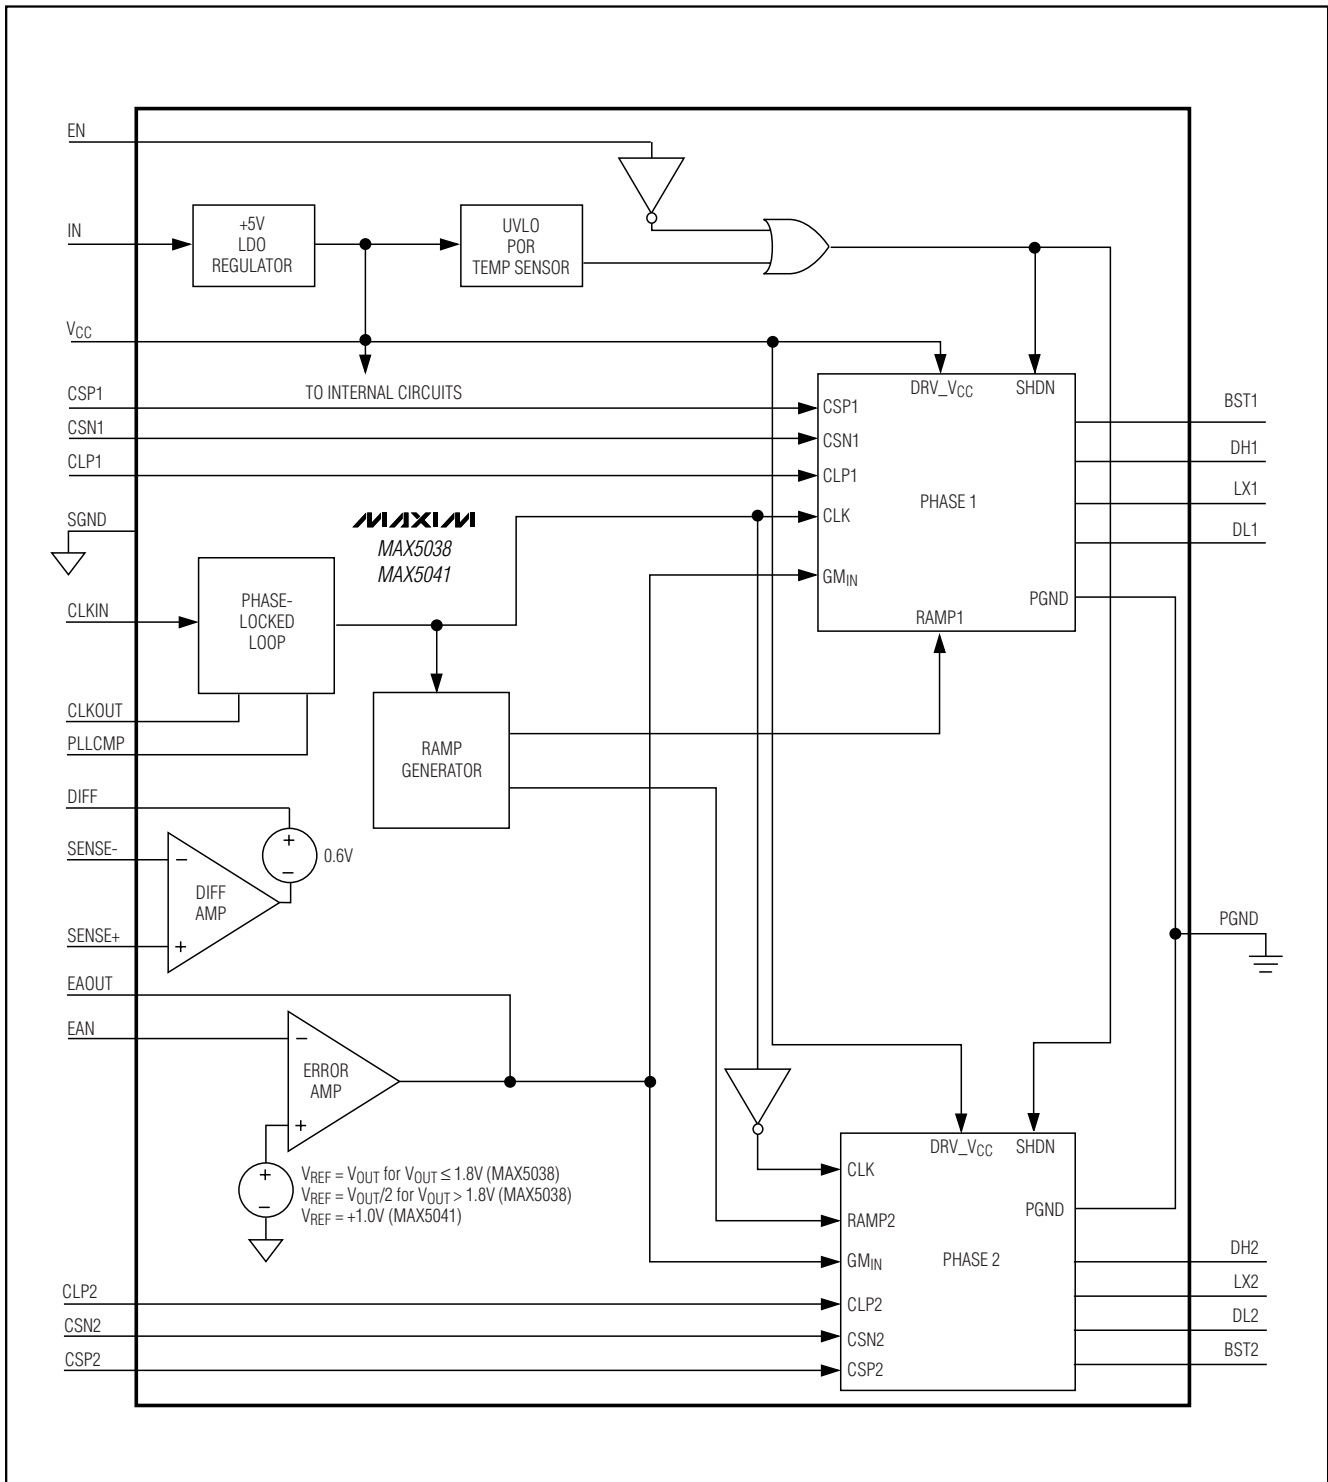 EN
IN
+5V
LDO
REGULATOR
UVLO
POR
TEMP SENSOR
VCC
TO INTERNAL CIRCUITS
CSP1
CSN1
CLP1
SGND
MAXIM
MAX5038
MAX5041
DRV_VCC
SHDN
CSP1
CSN1
CLP1
CLK
GMIN
PHASE 1
PGND
RAMP1
BST1
DH1
LX1
DL1
CLKIN
PHASE-
LOCKED
LOOP
CLKOUT
PLLCMP
RAMP
GENERATOR
DIFF
SENSE-
SENSE+
+
−
0.6V
−
DIFF
AMP
+
PGND
EAOUT
EAN
−
ERROR
AMP
+
+
−
VREF = VOUT for VOUT ≤ 1.8V (MAX5038)
VREF = VOUT/2 for VOUT > 1.8V (MAX5038)
VREF = +1.0V (MAX5041)
DRV_VCC
SHDN
CLK
RAMP2
GMIN
CLP2
CSN2
CSP2
PGND
PHASE 2
CLP2
CSN2
CSP2
DH2
LX2
DL2
BST2